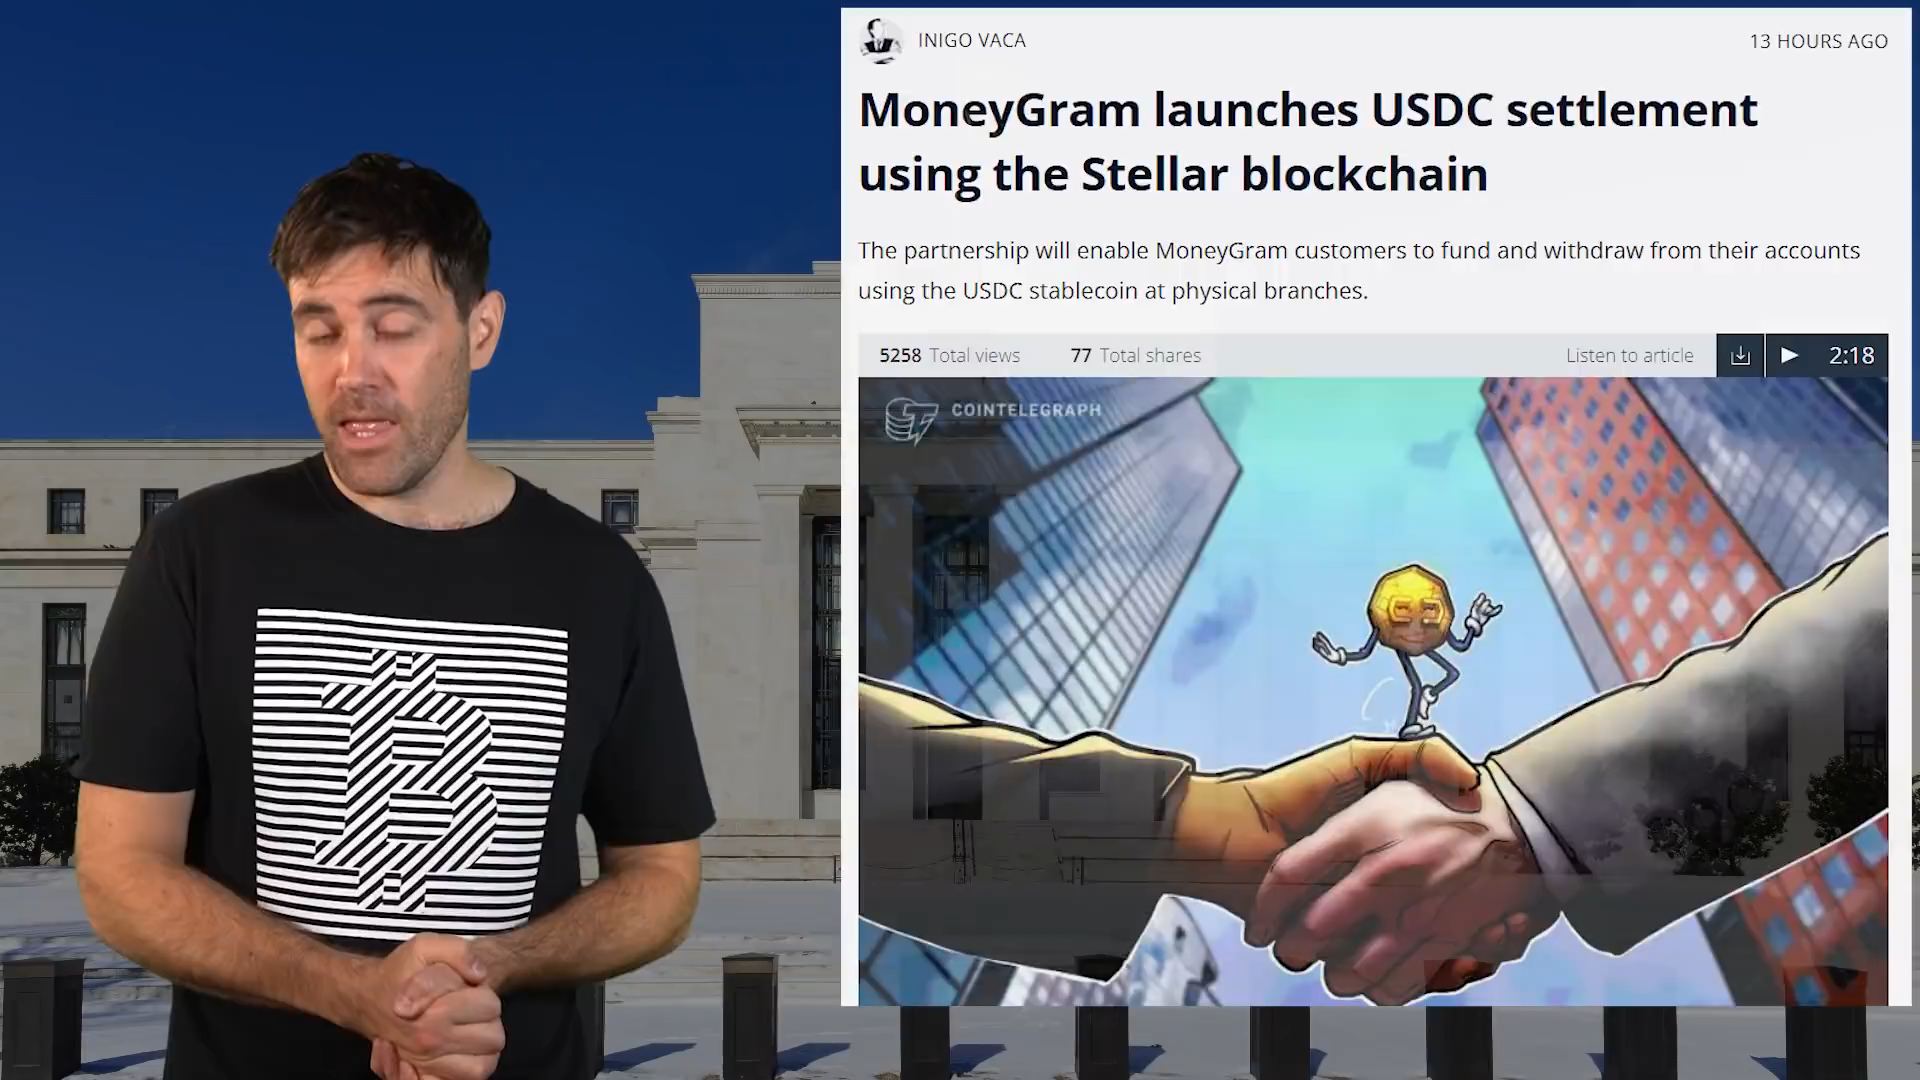 INIGO VACA
13 HOURS AGO
MoneyGram launches USDC settlement
using the Stellar blockchain
The partnership will enable MoneyGram customers to fund and withdraw from their accounts
using the USDC stablecoin at physical branches.
5258 Total views 77 Total shares
Listen to article
2:18
COINTELEGRAPH